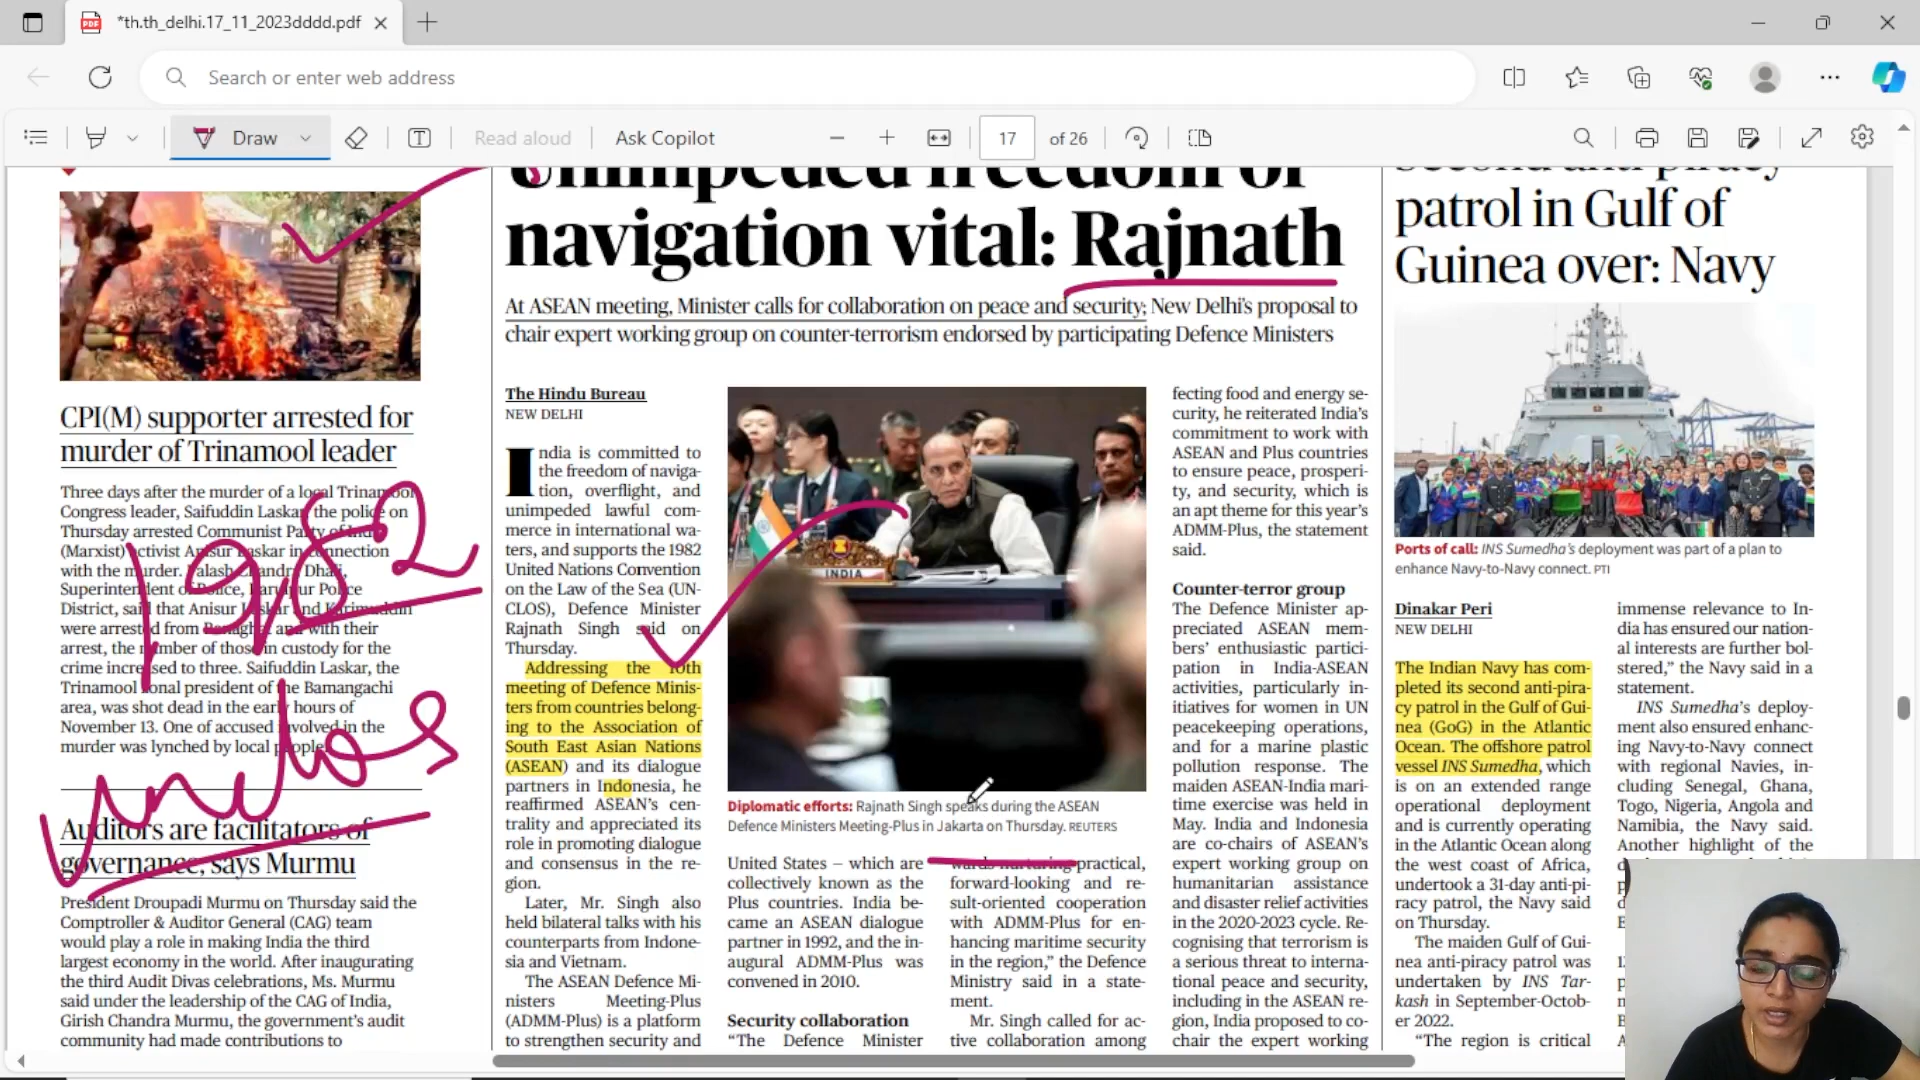 *th.th_delhi.17_11_2023dddd.pdf
Search or enter web address
Draw
Read aloud
Ask Copilot
17
of 26
Unimpeded freedom of
navigation vital: Rajnath
At ASEAN meeting, Minister calls for collaboration on peace and security; New Delhi's proposal to
chair expert working group on counter-terrorism endorsed by participating Defence Ministers
CPI(M) supporter arrested for
murder of Trinamool leader
Three days after the murder of a local Trinamool
Congress leader, Saifuddin Laskar, the police on
Thursday arrested Communist Party of India
(Marxist) activist Anisur Laskar in connection
with the murder.
Superintendent of Police, Baruipur Police
District, said that Anisur Laskar and Karimuddin
were arrested from and with their
arrest, the number of those in custody for the
crime increased to three. Saifuddin Laskar, the
Trinamool zonal president of the Bamangachi
area, was shot dead in the early hours of
November 13. One of accused involved in the
murder was lynched by local people.
1982
unclos
Auditors are facilitators of
governance, says Murmu
President Droupadi Murmu on Thursday said the
Comptroller & Auditor General (CAG) team
would play a role in making India the third
largest economy in the world. After inaugurating
the third Audit Divas celebrations, Ms. Murmu
said under the leadership of the CAG of India,
Girish Chandra Murmu, the government's audit
community had made contributions to
The Hindu Bureau
NEW DELHI
India is committed to
the freedom of naviga-
tion, overflight, and
unimpeded lawful com-
merce in international wa-
ters, and supports the 1982
United Nations Convention
on the Law of the Sea (UN-
CLOS), Defence Minister
Rajnath Singh said on
Thursday.
Addressing the 10th
meeting of Defence Minis-
ters from countries belong-
ing to the Association of
South East Asian Nations
(ASEAN) and its dialogue
partners in Indonesia, he
reaffirmed ASEAN's cen-
trality and appreciated its
role in promoting dialogue
and consensus in the re-
gion.
Later, Mr. Singh also
held bilateral talks with his
counterparts from Indone-
sia and Vietnam.
The ASEAN Defence Mi-
nisters Meeting-Plus
(ADMM-Plus) is a platform
to strengthen security and
INDIA
Diplomatic efforts: Rajnath Singh speaks during the ASEAN
Defence Ministers Meeting-Plus in Jakarta on Thursday. REUTERS
United States – which are
collectively known as the
Plus countries. India be-
came an ASEAN dialogue
partner in 1992, and the in-
augural ADMM-Plus was
convened in 2010.
Security collaboration
"The Defence Minister
wards nurturing practical,
forward-looking and re-
sult-oriented cooperation
with ADMM-Plus for en-
hancing maritime security
in the region," the Defence
Ministry said in a state-
ment.
Mr. Singh called for ac-
tive collaboration among
fecting food and energy se-
curity, he reiterated India's
commitment to work with
ASEAN and Plus countries
to ensure peace, prosperi-
ty, and security, which is
an apt theme for this year's
ADMM-Plus, the statement
said.
Counter-terror group
The Defence Minister ap-
preciated ASEAN mem-
bers' enthusiastic partici-
pation in India-ASEAN
activities, particularly in-
itiatives for women in UN
peacekeeping operations,
and for a marine plastic
pollution response. The
maiden ASEAN-India mari-
time exercise was held in
May. India and Indonesia
are co-chairs of ASEAN's
expert working group on
humanitarian assistance
and disaster relief activities
in the 2020-2023 cycle. Re-
cognising that terrorism is
a serious threat to interna-
tional peace and security,
including in the ASEAN re-
gion, India proposed to co-
chair the expert working
Second anti-piracy
patrol in Gulf of
Guinea over: Navy
Ports of call: INS Sumedha's deployment was part of a plan to
enhance Navy-to-Navy connect. PTI
Dinakar Peri
NEW DELHI
The Indian Navy has com-
pleted its second anti-pira-
cy patrol in the Gulf of Gui-
nea (GoG) in the Atlantic
Ocean. The offshore patrol
vessel INS Sumedha, which
is on an extended range
operational deployment
and is currently operating
in the Atlantic Ocean along
the west coast of Africa,
undertook a 31-day anti-pi-
racy patrol, the Navy said
on Thursday.
The maiden Gulf of Gui-
nea anti-piracy patrol was
undertaken by INS Tar-
kash in September-Octob-
er 2022.
"The region is critical
immense relevance to In-
dia has ensured our nation-
al interests are further bol-
stered," the Navy said in a
statement.
INS Sumedha's deploy-
ment also ensured enhanc-
ing Navy-to-Navy connect
with regional Navies, in-
cluding Senegal, Ghana,
Togo, Nigeria, Angola and
Namibia, the Navy said.
Another highlight of the